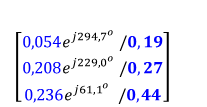 0,054e^{j294,7^o} /0, 19
0,208e^{j229,0^o} /0, 27
0,236e^{j61,1^o} /0, 44